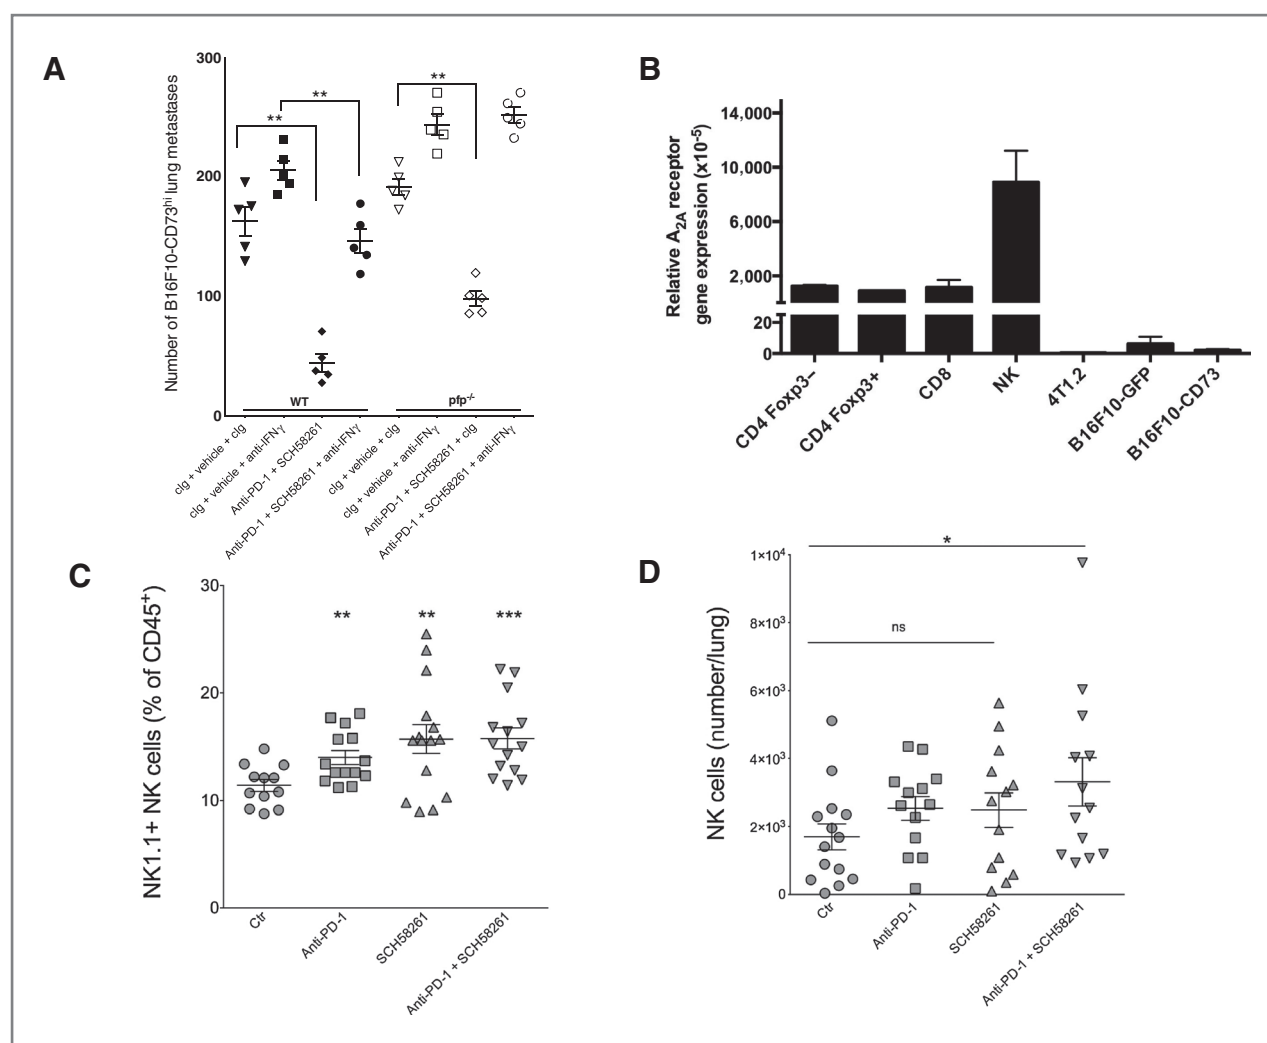 A
Number of B16F10-CD73hi lung metastases
300
200
100
0
**
**
**
WT
pfp-/-
cIg + vehicle + cIg
cIg + vehicle + anti-IFNγ
Anti-PD-1 + SCH58261
Anti-PD-1 + SCH58261 + anti-IFNγ
cIg + vehicle + cIg
cIg + vehicle + anti-IFNγ
Anti-PD-1 + SCH58261 + cIg
Anti-PD-1 + SCH58261 + anti-IFNγ
B
Relative A2A receptor
gene expression (x10-5)
14,000
10,000
6,000
2,000
20
0
CD4 Foxp3–
CD4 Foxp3+
CD8
NK
4T1.2
B16F10-GFP
B16F10-CD73
C
NK1.1+ NK cells (% of CD45+)
30
20
10
0
**
**
***
Ctr
Anti-PD-1
SCH58261
Anti-PD-1 + SCH58261
D
NK cells (number/lung)
1×104
8×103
6×103
4×103
2×103
0
*
ns
Ctr
Anti-PD-1
SCH58261
Anti-PD-1 + SCH58261